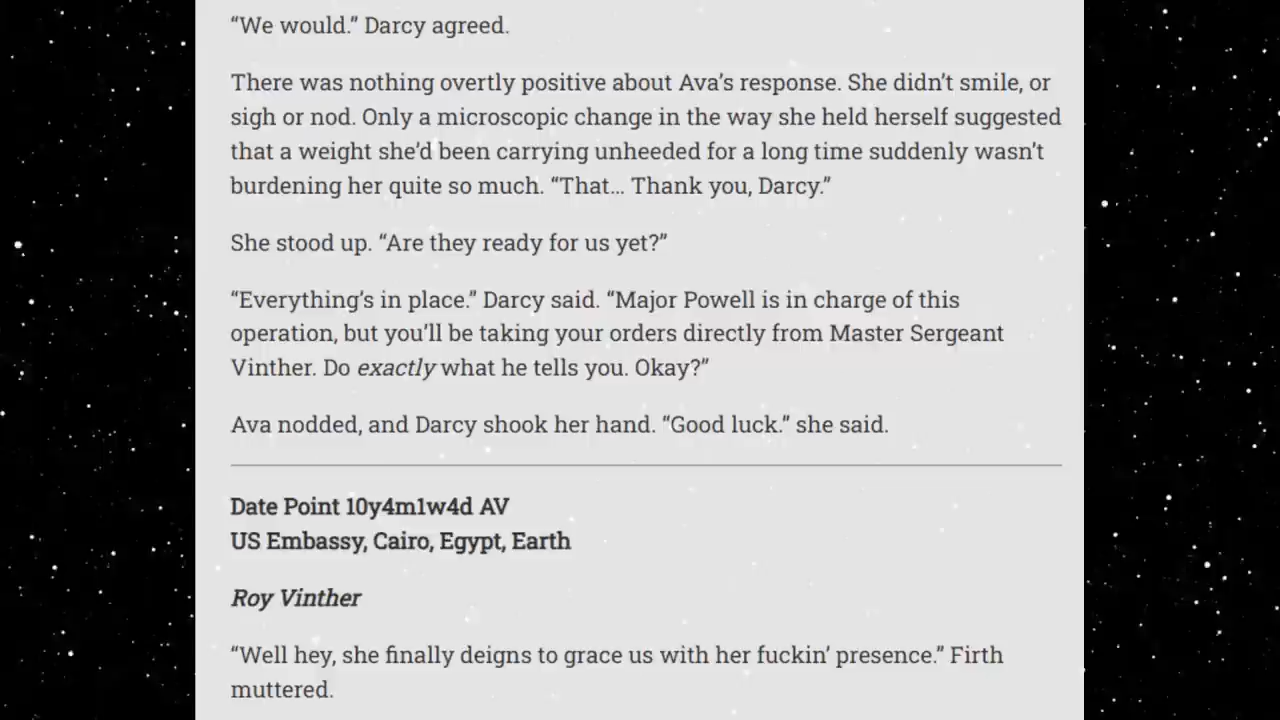 “We would.” Darcy agreed.
There was nothing overtly positive about Ava’s response. She didn’t smile, or
sigh or nod. Only a microscopic change in the way she held herself suggested
that a weight she’d been carrying unheeded for a long time suddenly wasn’t
burdening her quite so much. “That… Thank you, Darcy.”
She stood up. “Are they ready for us yet?”
“Everything’s in place.” Darcy said. “Major Powell is in charge of this
operation, but you’ll be taking your orders directly from Master Sergeant
Vinther. Do exactly what he tells you. Okay?”
Ava nodded, and Darcy shook her hand. “Good luck.” she said.
Date Point 10y4m1w4d AV
US Embassy, Cairo, Egypt, Earth
Roy Vinther
“Well hey, she finally deigns to grace us with her fuckin’ presence.” Firth
muttered.